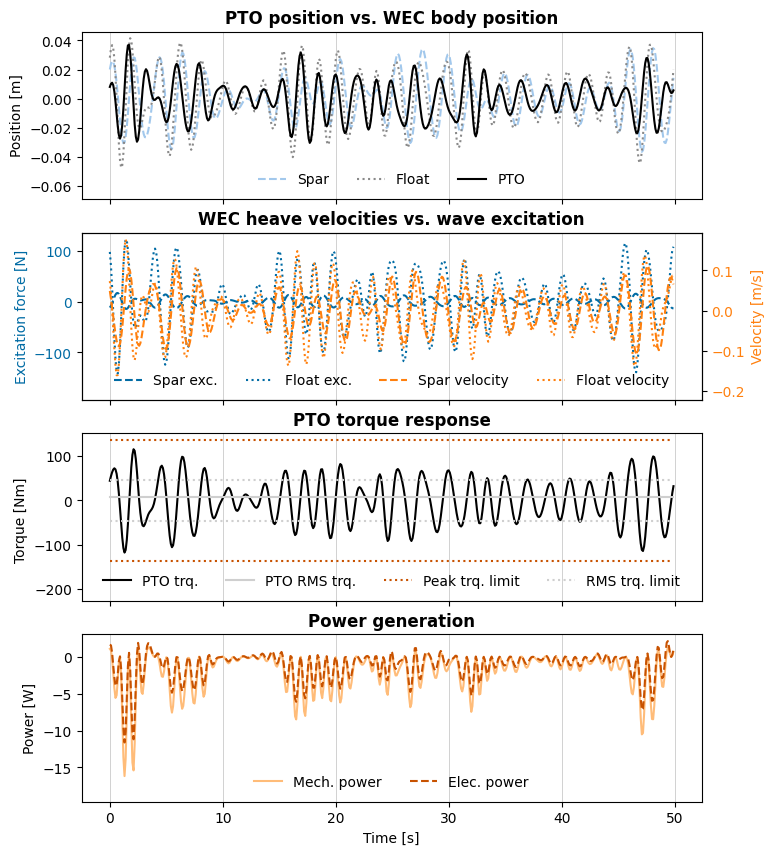 PTO position vs. WEC body position
0.04
0.02
0.00
−0.02
−0.04
−0.06
Position [m]
Spar Float PTO
WEC heave velocities vs. wave excitation
100
0
−100
Excitation force [N]
0.1
0.0
−0.1
−0.2
Velocity [m/s]
Spar exc. Float exc. Spar velocity Float velocity
PTO torque response
100
0
−100
−200
Torque [Nm]
PTO trq. PTO RMS trq. Peak trq. limit RMS trq. limit
Power generation
0
−5
−10
−15
Power [W]
Mech. power Elec. power
0 10 20 30 40 50
Time [s]